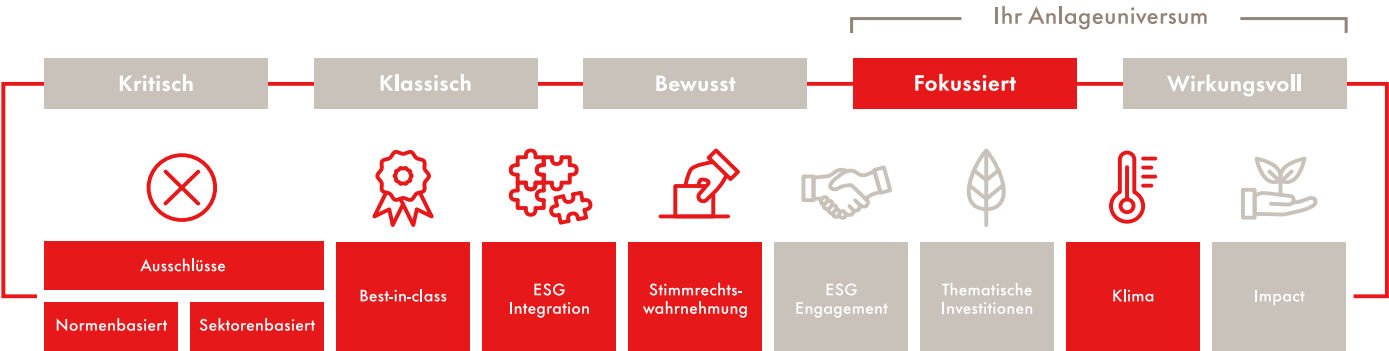 Ihr Anlageuniversum
Kritisch
Klassisch
Bewusst
Fokussiert
Wirkungsvoll
Ausschlüsse
Normenbasiert
Sektorenbasiert
Best-in-class
ESG
Integration
Stimmrechts-
wahrnehmung
ESG
Engagement
Thematische
Investitionen
Klima
Impact